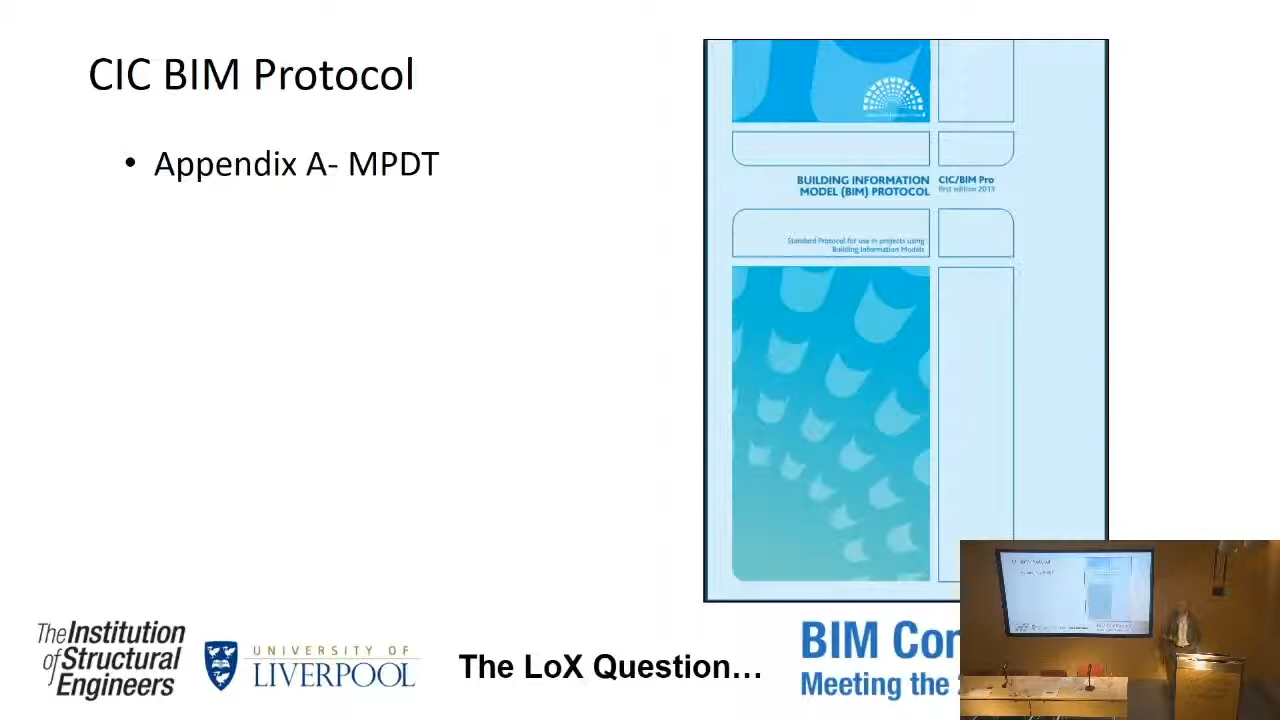 CIC BIM Protocol
• Appendix A- MPDT
BUILDING INFORMATION
MODEL (BIM) PROTOCOL
CIC/BIM Pro
first edition 2013
Standard Protocol for use in projects using
Building Information Models
The Institution
of Structural
Engineers
UNIVERSITY OF
LIVERPOOL
The LoX Question...
BIM Con
Meeting the 2